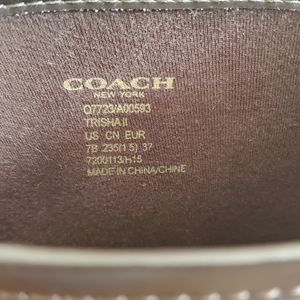 COACH
NEW YORK
Q7723/A00593
TRISHA II
US CN EUR
7B 235(1 5) 37
7200113/H15
MADE IN CHINA/CHINE